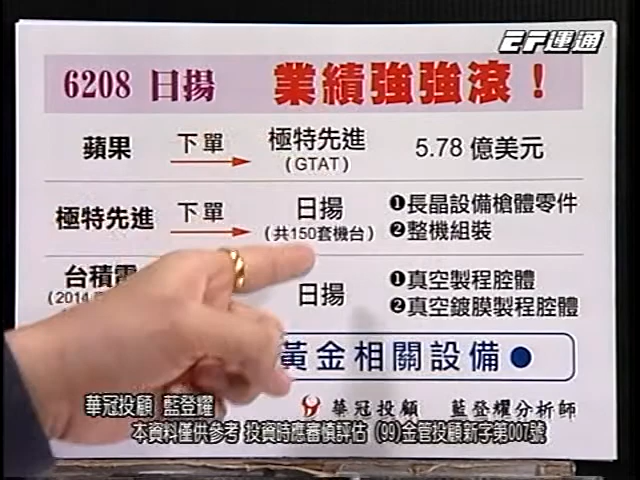 EF運通
6208 日揚 業績強強滾！
蘋果 下單 極特先進 (GTAT) 5.78 億美元
極特先進 下單 日揚 (共150套機台) ❶長晶設備槍體零件
❷整機組裝
台積電 日揚 ❶真空製程腔體
(2014 ❷真空鍍膜製程腔體
黃金相關設備●
華冠投顧 藍登耀分析師
華冠投顧 藍登耀
本資料僅供參考 投資時應審慎評估 (99)金管投顧新字第007號